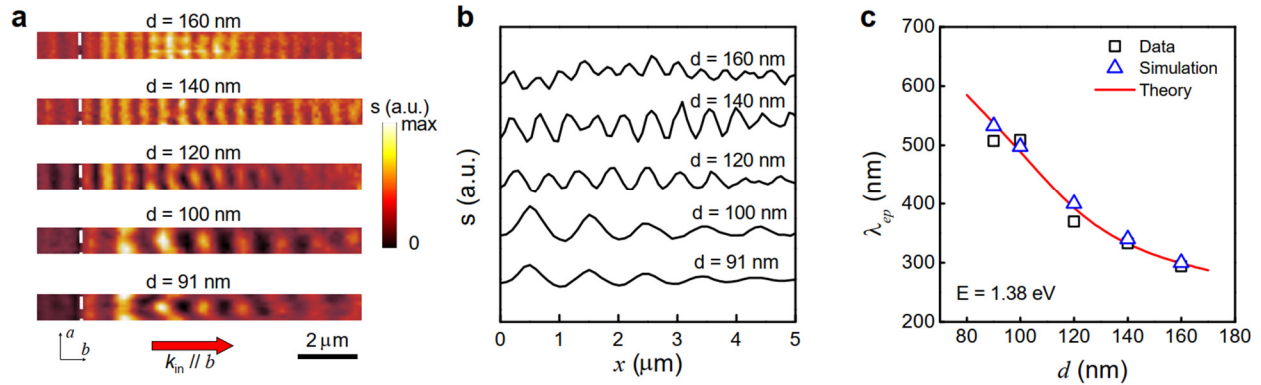 a
d = 160 nm
d = 140 nm
s (a.u.)
max
d = 120 nm
d = 100 nm
0
d = 91 nm
a
b
k_in // b
2 μm
b
s (a.u.)
d = 160 nm
d = 140 nm
d = 120 nm
d = 100 nm
d = 91 nm
0 1 2 3 4 5
x (μm)
c
λ_ep (nm)
700
600
500
400
300
200
Data
Simulation
Theory
E = 1.38 eV
80 100 120 140 160 180
d (nm)